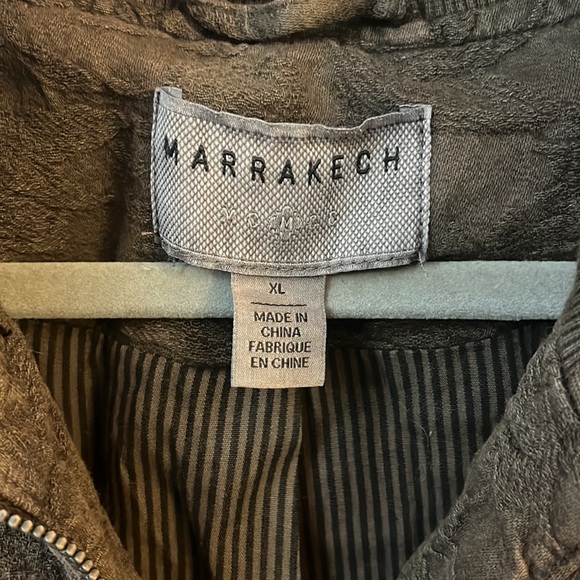 MARRAKECH
XL
MADE IN
CHINA
FABRIQUE
EN CHINE